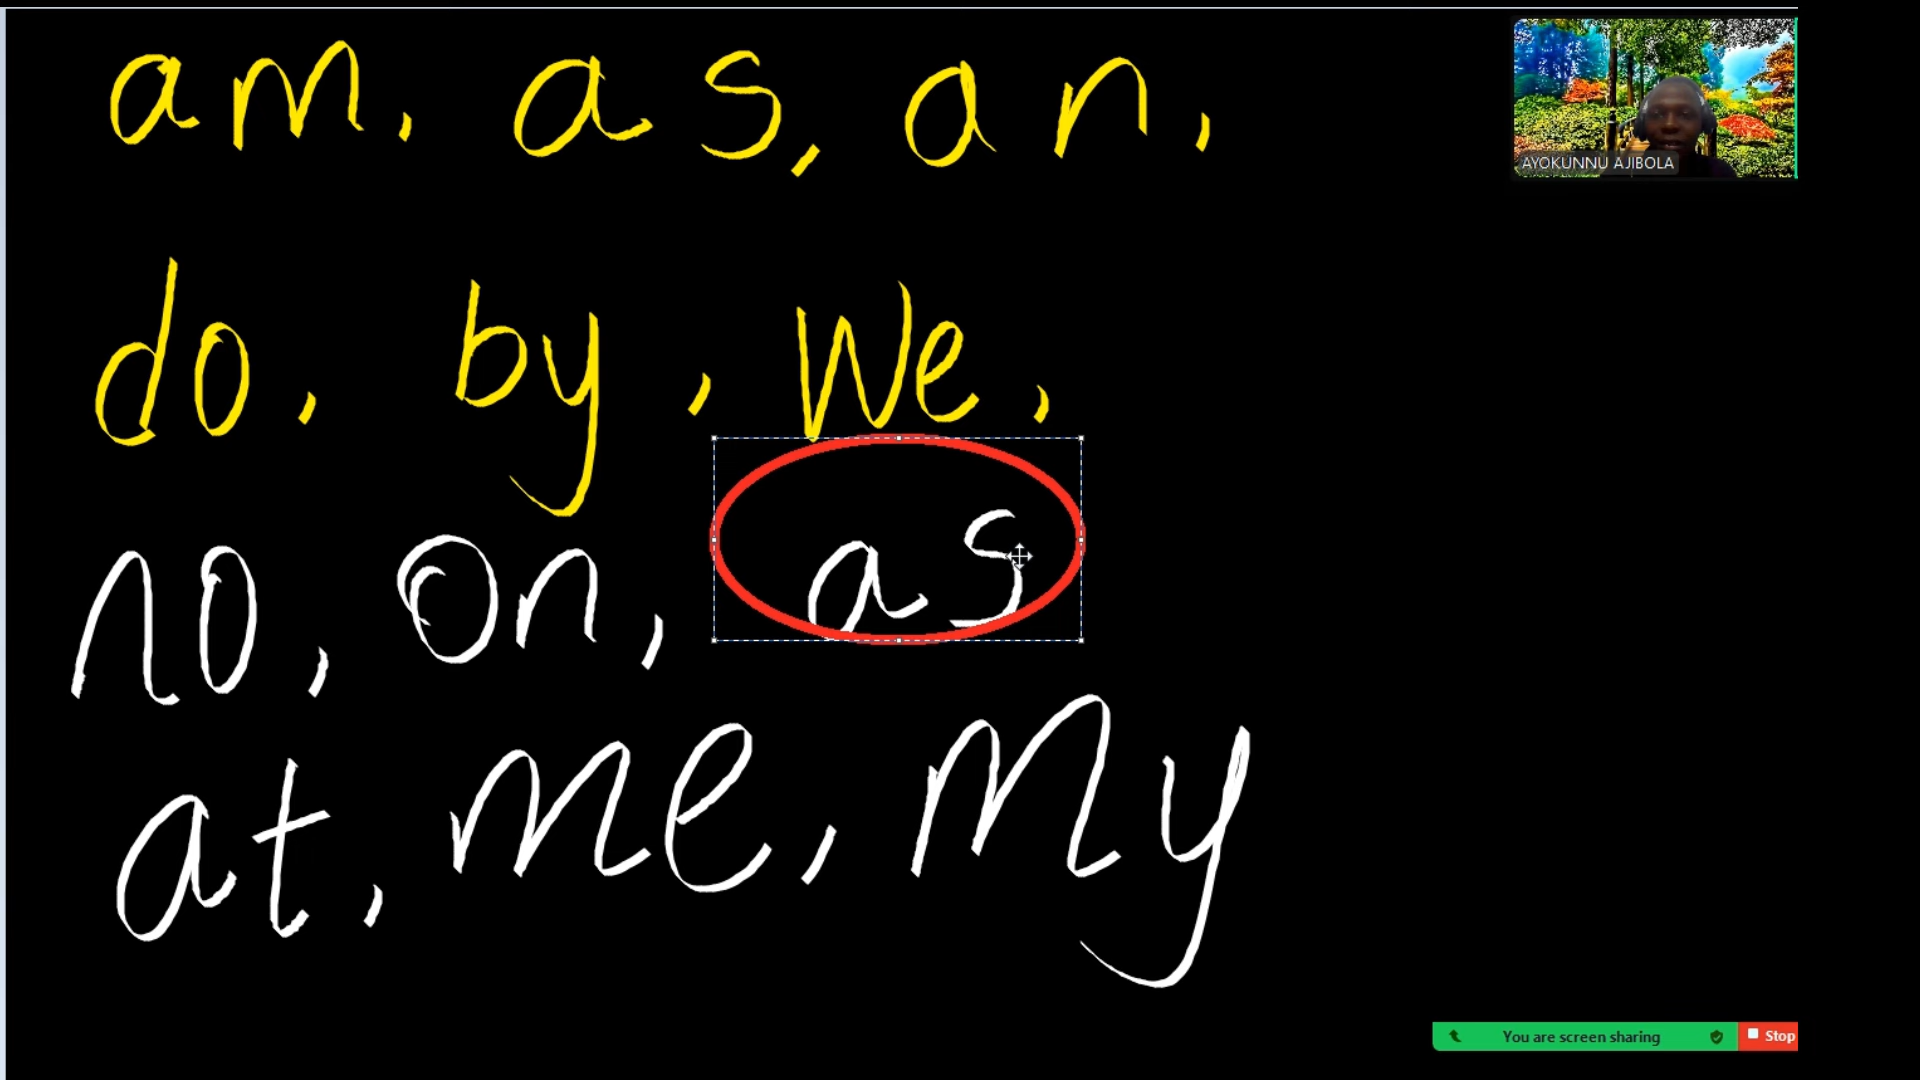 am, as, an,
AYOKUNNU AJIBOLA
do, by, we,
no, on, as
at, me, my
You are screen sharing
Stop